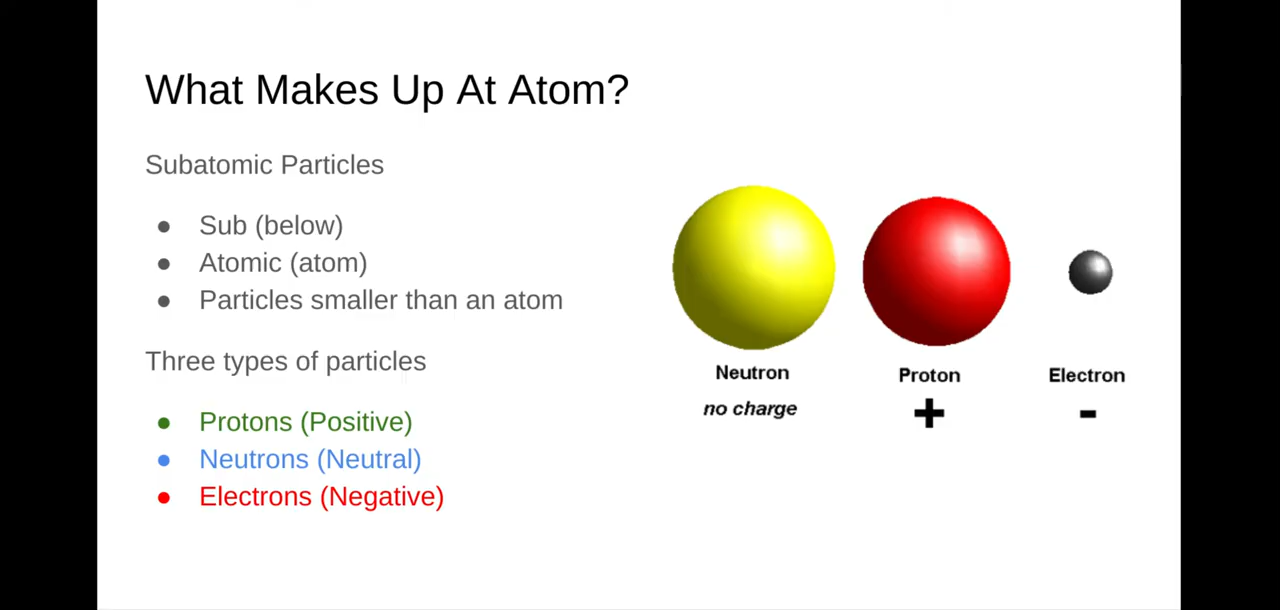 What Makes Up At Atom?
Subatomic Particles
● Sub (below)
● Atomic (atom)
● Particles smaller than an atom
Three types of particles
● Protons (Positive)
● Neutrons (Neutral)
● Electrons (Negative)
Neutron
no charge
Proton
+
Electron
-